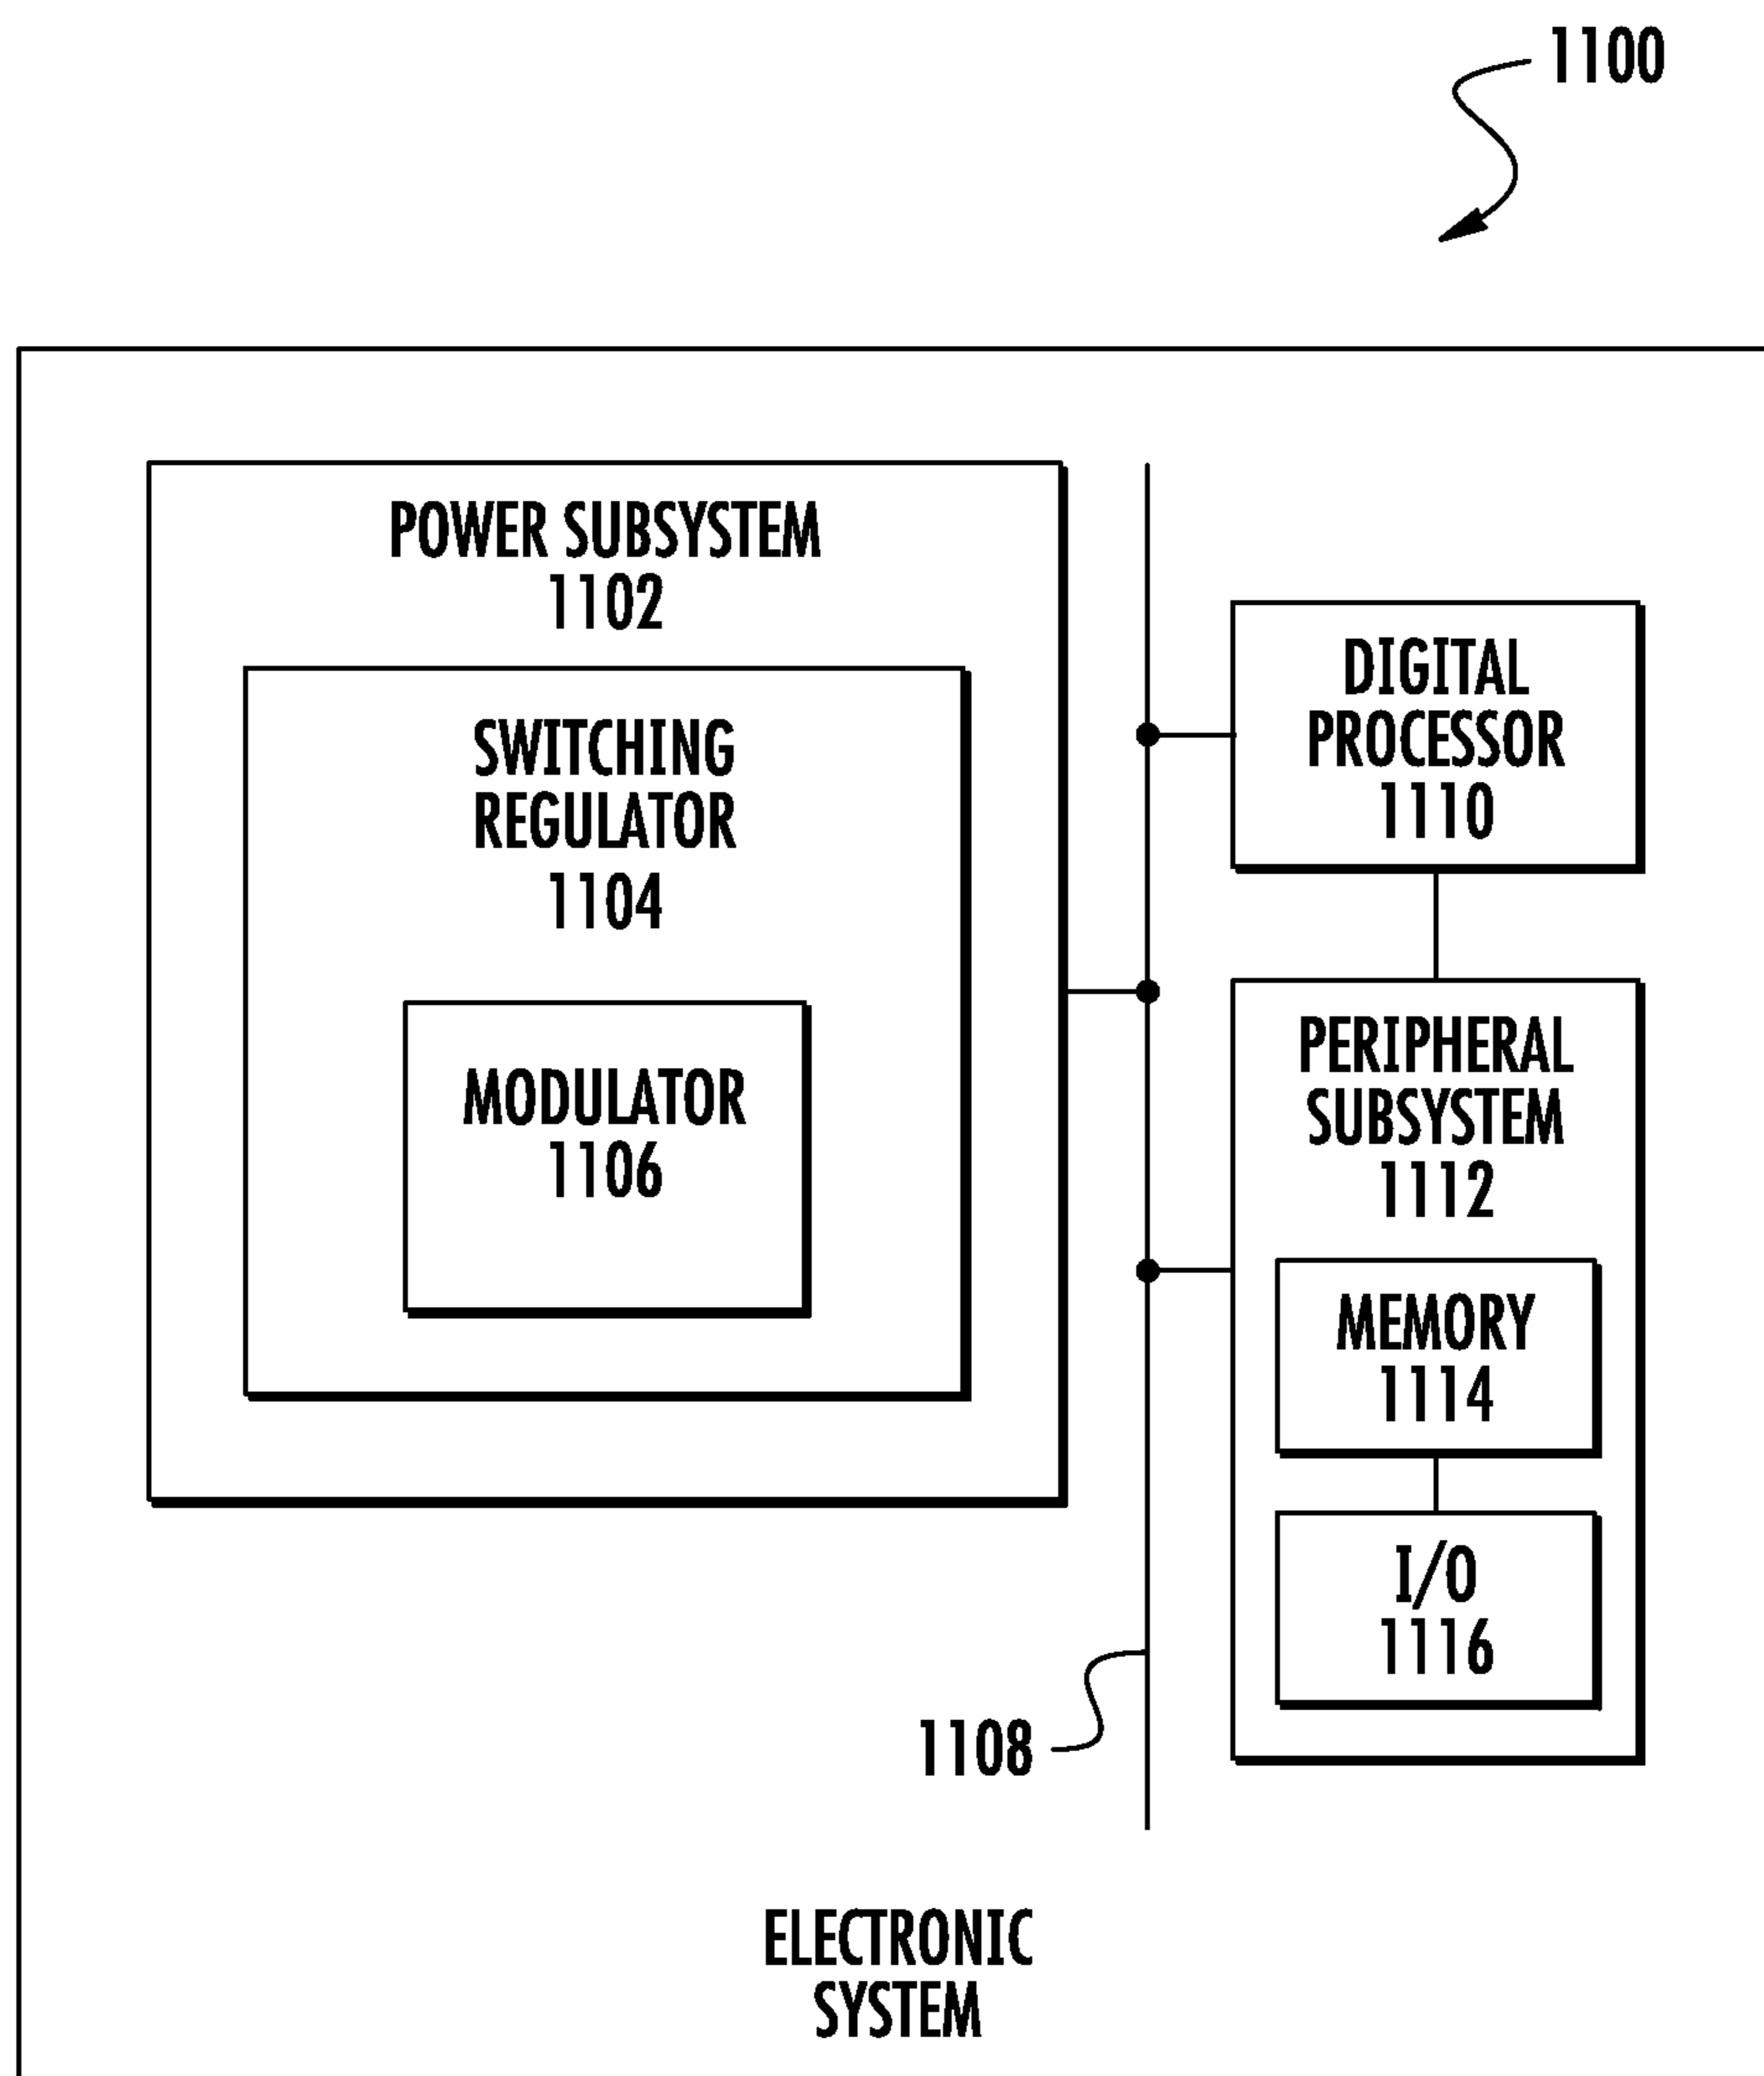 1100
POWER SUBSYSTEM
1102
SWITCHING
REGULATOR
1104
MODULATOR
1106
DIGITAL
PROCESSOR
1110
PERIPHERAL
SUBSYSTEM
1112
MEMORY
1114
I/O
1116
1108
ELECTRONIC
SYSTEM